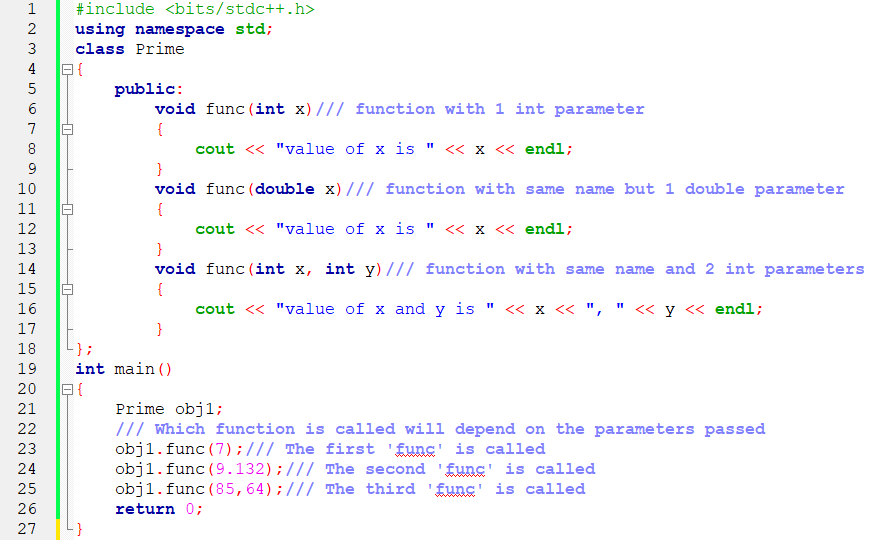 1 #include <bits/stdc++.h>
2 using namespace std;
3 class Prime
4 {
5 public:
6 void func(int x)/// function with 1 int parameter
7 {
8 cout << "value of x is " << x << endl;
9 }
10 void func(double x)/// function with same name but 1 double parameter
11 {
12 cout << "value of x is " << x << endl;
13 }
14 void func(int x, int y)/// function with same name and 2 int parameters
15 {
16 cout << "value of x and y is " << x << ", " << y << endl;
17 }
18 };
19 int main()
20 {
21 Prime obj1;
22 /// Which function is called will depend on the parameters passed
23 obj1.func(7);/// The first 'func' is called
24 obj1.func(9.132);/// The second 'func' is called
25 obj1.func(85,64);/// The third 'func' is called
26 return 0;
27 }